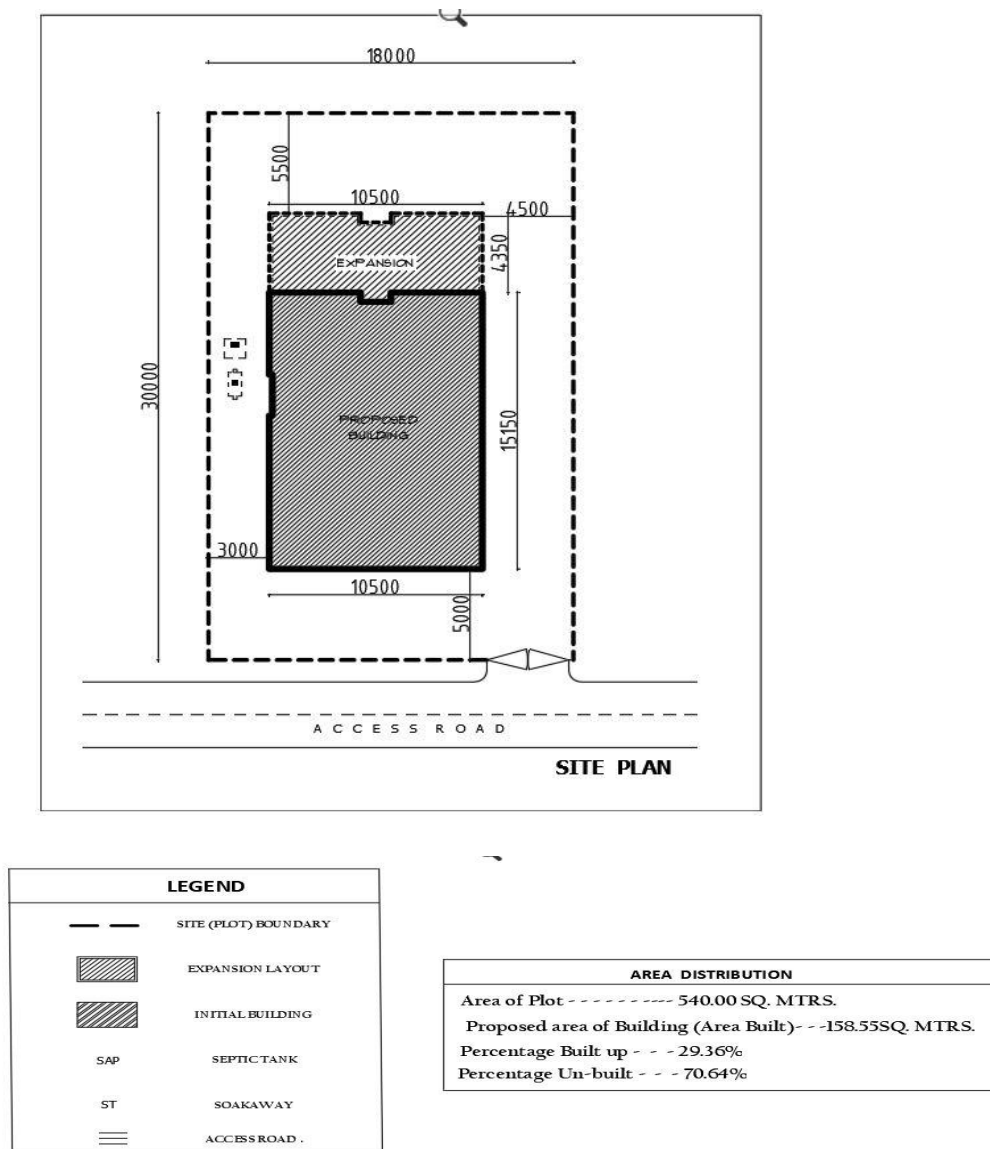 18000
5500
10500
4500
EXPANSION
4350
30000
PROPOSED
BUILDING
15150
3000
10500
5000
ACCESS ROAD
SITE PLAN
LEGEND
SITE (PLOT) BOUNDARY
EXPANSION LAYOUT
INITIAL BUILDING
SAP SEPTIC TANK
ST SOAKAWAY
ACCESS ROAD .
AREA DISTRIBUTION
Area of Plot - - - - - - - ---- 540.00 SQ. MTRS.
Proposed area of Building (Area Built)- - -158.55SQ. MTRS.
Percentage Built up - - - 29.36%
Percentage Un-built - - - 70.64%